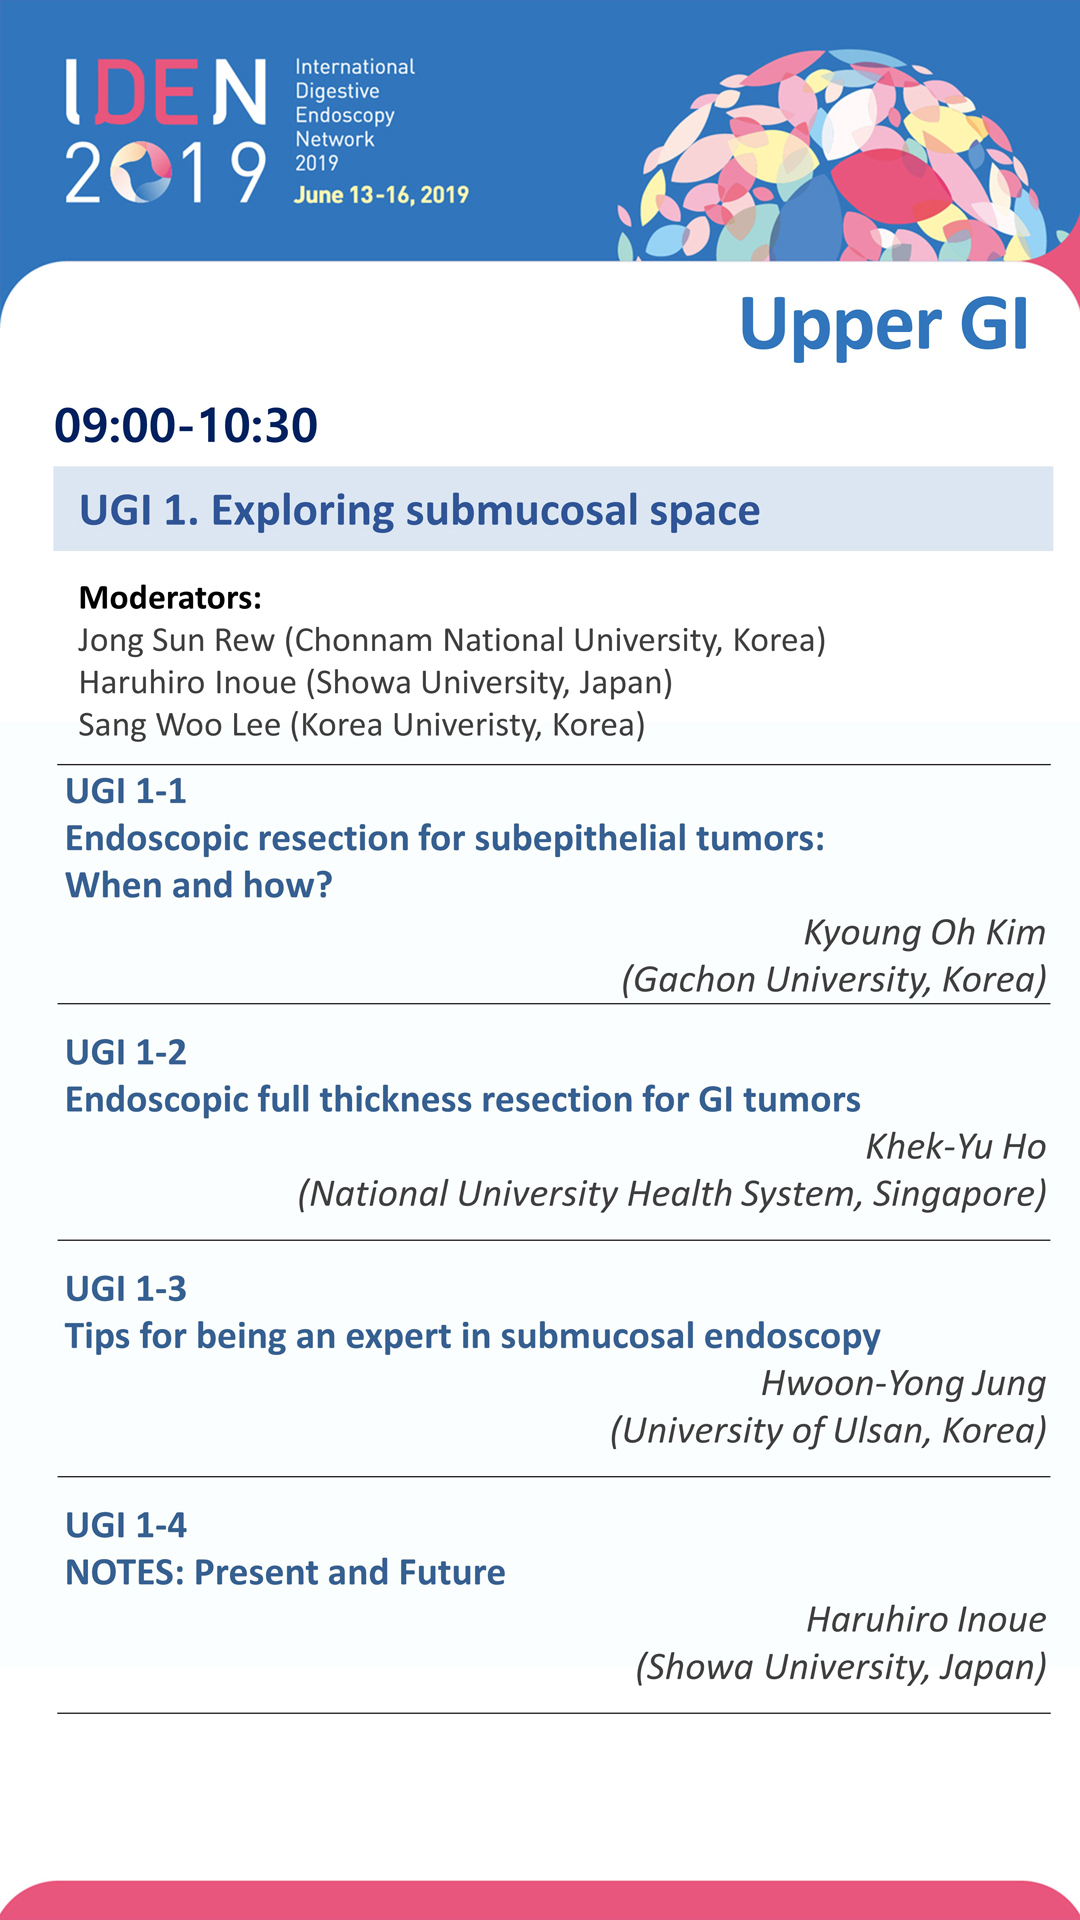 IDEN
2019
International
Digestive
Endoscopy
Network
2019
June 13-16, 2019
Upper GI
09:00-10:30
UGI 1. Exploring submucosal space
Moderators:
Jong Sun Rew (Chonnam National University, Korea)
Haruhiro Inoue (Showa University, Japan)
Sang Woo Lee (Korea Univeristy, Korea)
UGI 1-1
Endoscopic resection for subepithelial tumors:
When and how?
Kyoung Oh Kim
(Gachon University, Korea)
UGI 1-2
Endoscopic full thickness resection for GI tumors
Khek-Yu Ho
(National University Health System, Singapore)
UGI 1-3
Tips for being an expert in submucosal endoscopy
Hwoon-Yong Jung
(University of Ulsan, Korea)
UGI 1-4
NOTES: Present and Future
Haruhiro Inoue
(Showa University, Japan)